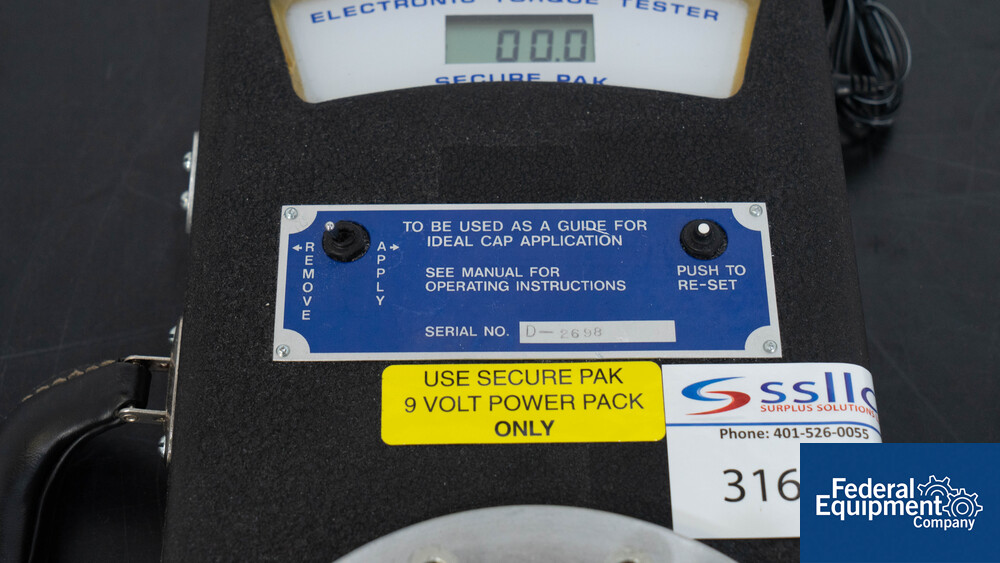 ELECTRONIC TORQUE TESTER
00.0
SECURE PAK
TO BE USED AS A GUIDE FOR
IDEAL CAP APPLICATION
REMOVE
APPLY
SEE MANUAL FOR
OPERATING INSTRUCTIONS
PUSH TO
RE-SET
SERIAL NO. D-2698
USE SECURE PAK
9 VOLT POWER PACK
ONLY
ssllc
SURPLUS SOLUTIONS
Phone: 401-526-0055
316
Federal
Equipment
Company